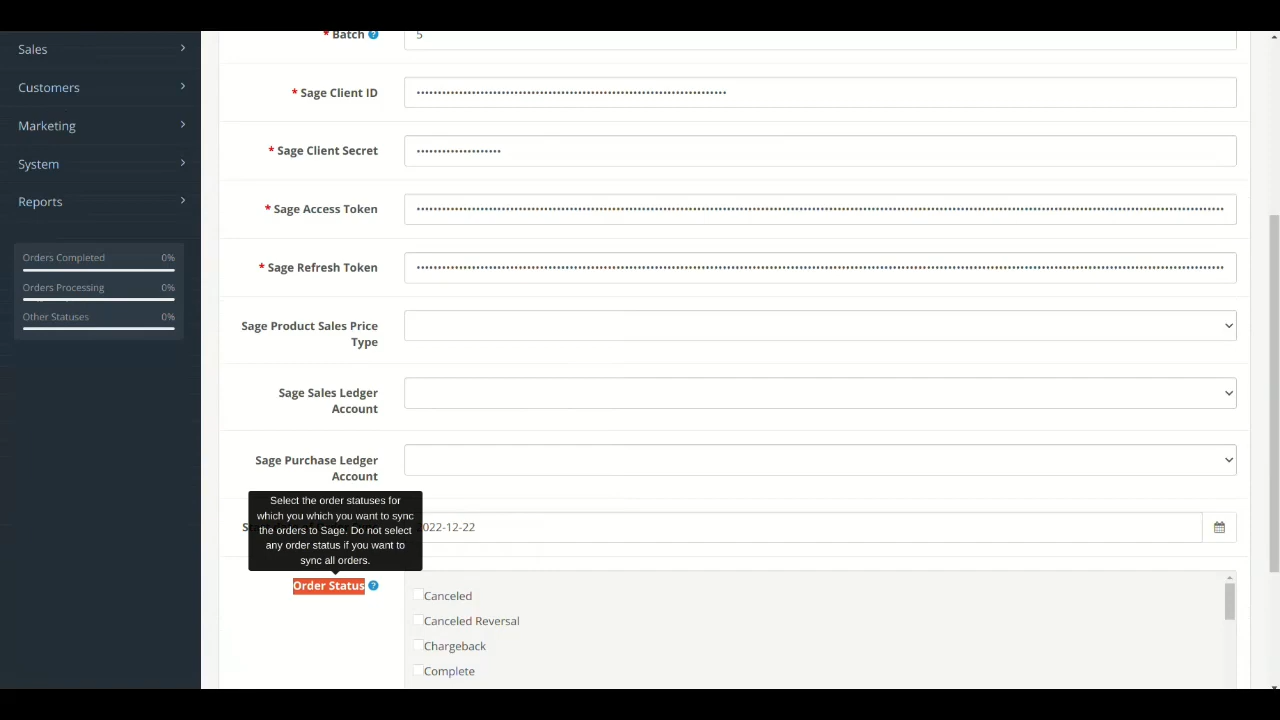 Sales
Customers
Marketing
System
Reports
Orders Completed 0%
Orders Processing 0%
Other Statuses 0%
* Batch ? 5
* Sage Client ID ••••••••••••••••••••••••••••••••••••••••••••••••••••••••••••••••••••••••
* Sage Client Secret ••••••••••••••••••••
* Sage Access Token
* Sage Refresh Token
Sage Product Sales Price
Type
Sage Sales Ledger
Account
Sage Purchase Ledger
Account
Select the order statuses for
which you which you want to sync
the orders to Sage. Do not select
any order status if you want to
sync all orders.
022-12-22
Order Status ?
Canceled
Canceled Reversal
Chargeback
Complete